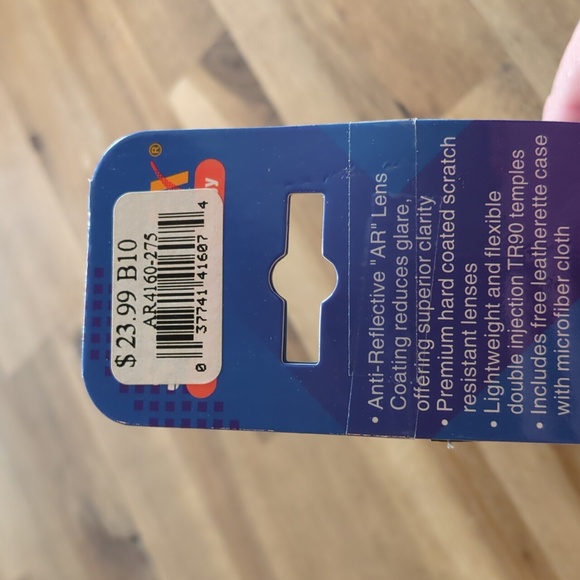 $23.99 B10
AR4160-275
0 37741 41607 4
• Anti-Reflective "AR" Lens
Coating reduces glare,
offering superior clarity
• Premium hard coated scratch
resistant lenses
• Lightweight and flexible
double injection TR90 temples
• Includes free leatherette case
with microfiber cloth